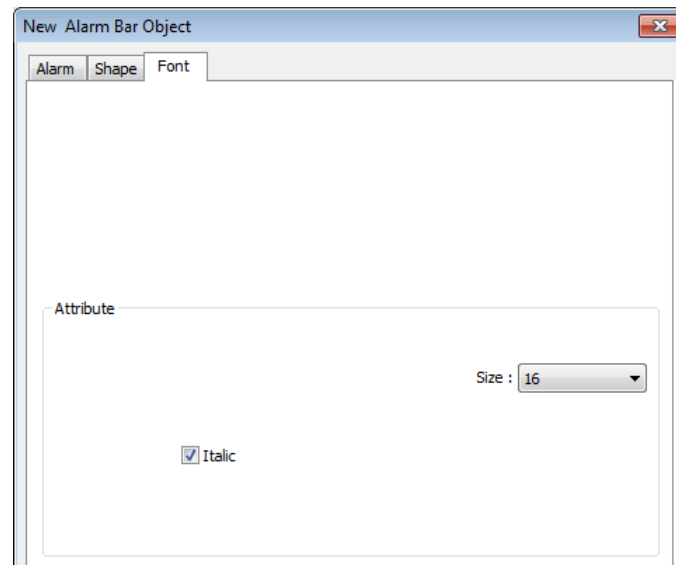 New Alarm Bar Object
Alarm Shape Font
Attribute
Size : 16
Italic